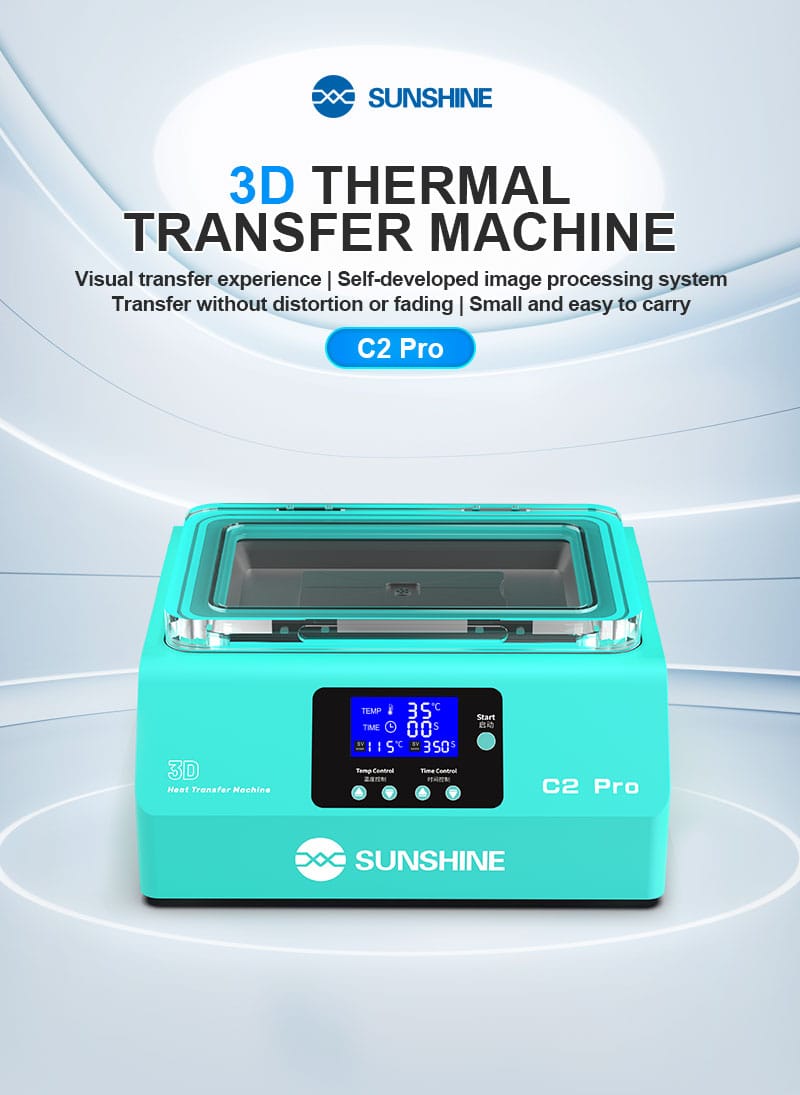 SUNSHINE
3D THERMAL
TRANSFER MACHINE
Visual transfer experience | Self-developed image processing system
Transfer without distortion or fading | Small and easy to carry
C2 Pro
TEMP 35°C
TIME 00S
SV 115°C SV 350S
Start
启动
Temp Control Time Control
温度控制 时间控制
3D
Heat Transfer Machine
C2 Pro
SUNSHINE